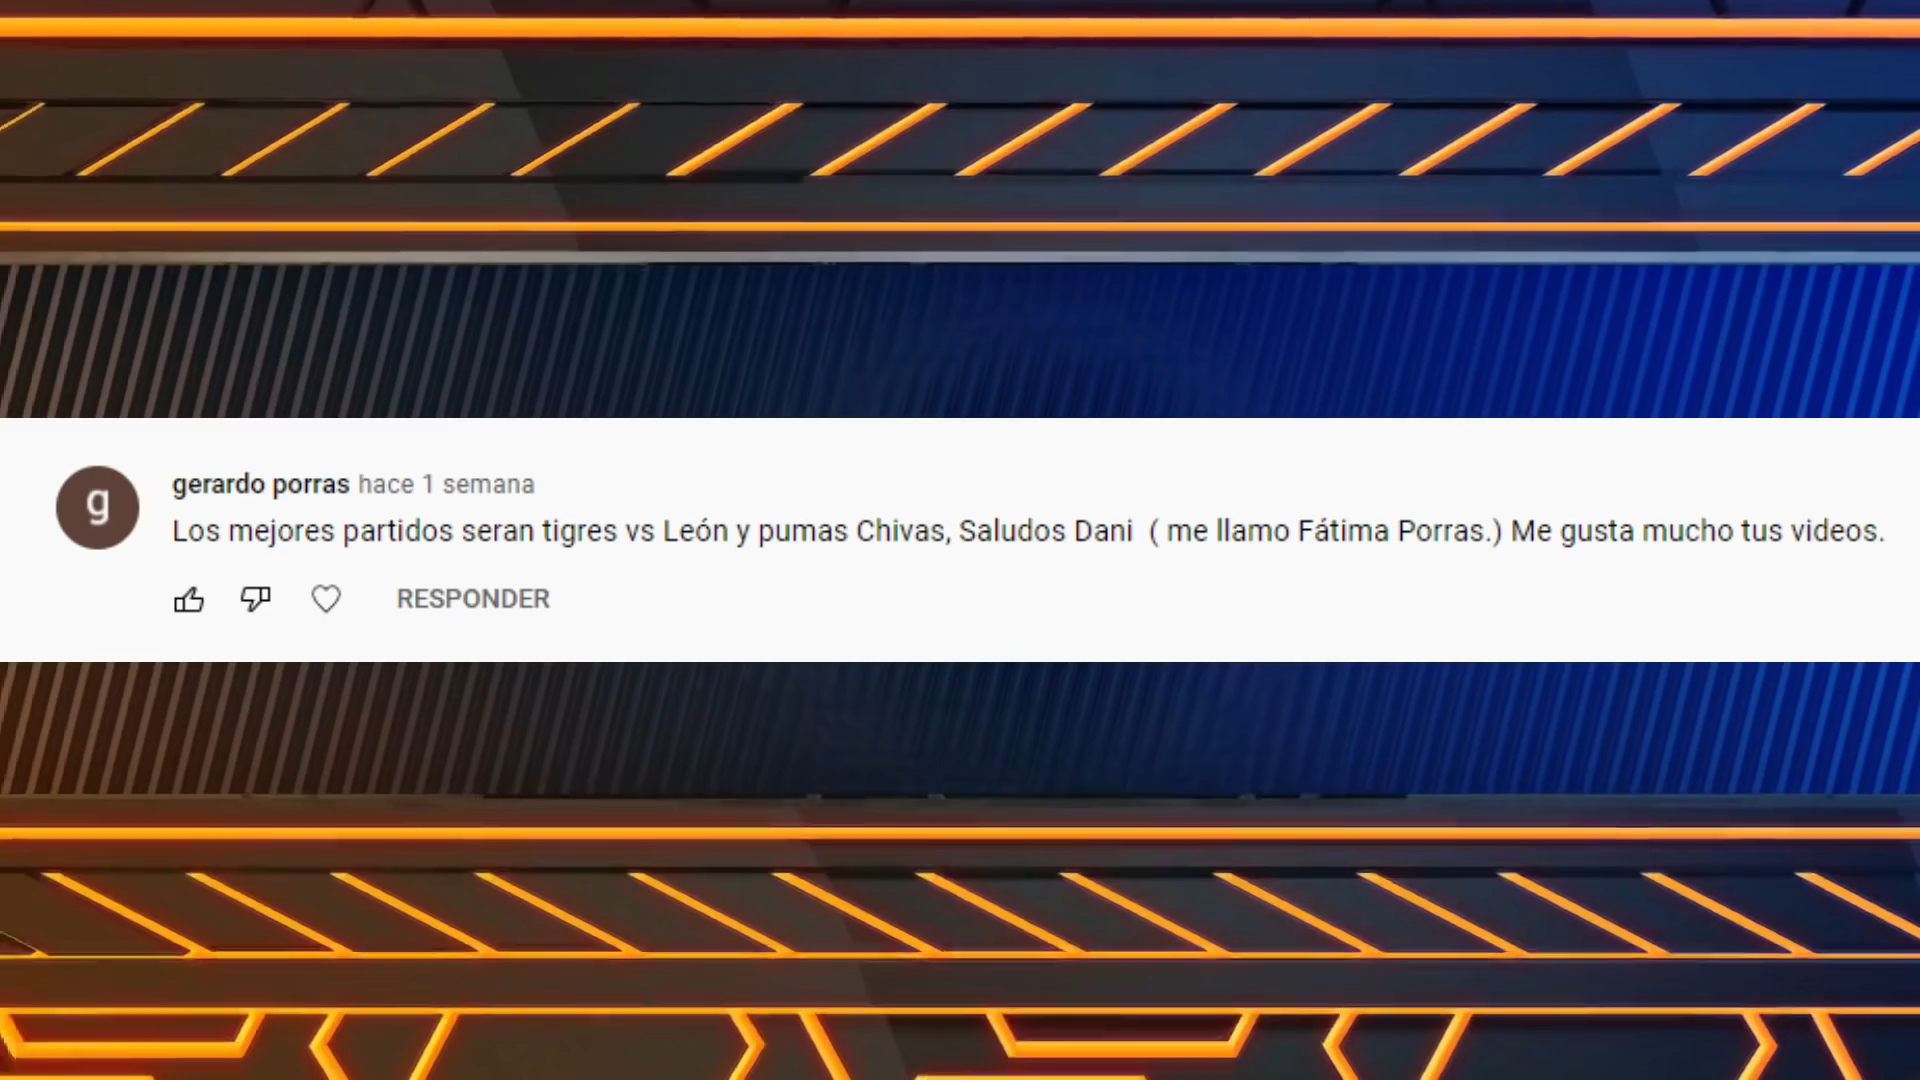 g
gerardo porras hace 1 semana
Los mejores partidos seran tigres vs León y pumas Chivas, Saludos Dani  ( me llamo Fátima Porras.) Me gusta mucho tus videos.
RESPONDER